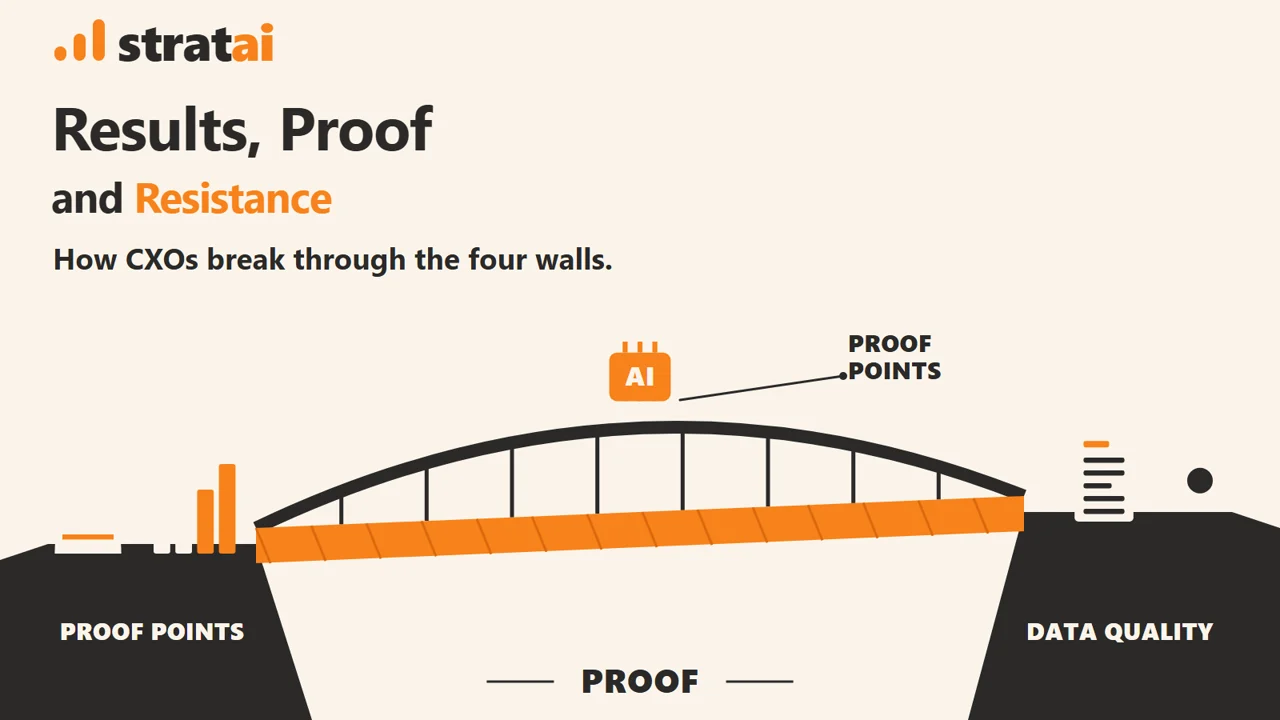 stratai
Results, Proof
and Resistance
How CXOs break through the four walls.
PROOF
POINTS
AI
PROOF POINTS
DATA QUALITY
PROOF